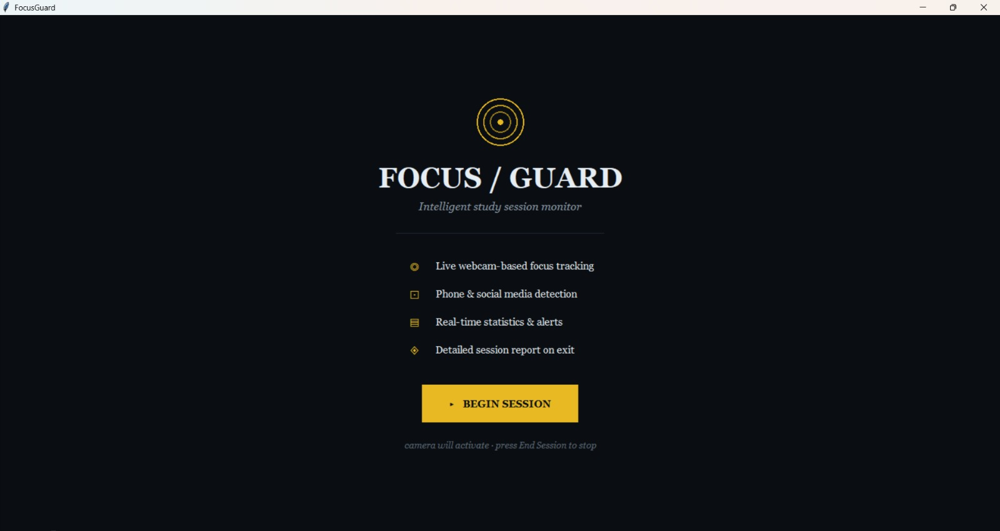 FocusGuard
FOCUS / GUARD
Intelligent study session monitor
Live webcam-based focus tracking
Phone & social media detection
Real-time statistics & alerts
Detailed session report on exit
BEGIN SESSION
camera will activate · press End Session to stop